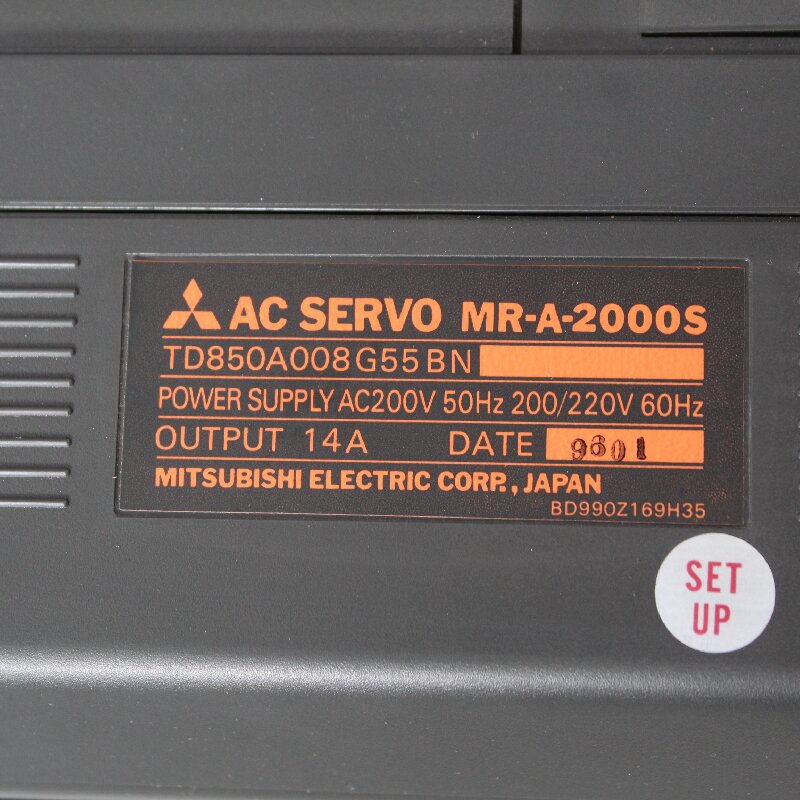 AC SERVO MR-A-2000S
TD850A008G55BN
POWER SUPPLY AC200V 50Hz 200/220V 60Hz
OUTPUT 14A DATE 9601
MITSUBISHI ELECTRIC CORP., JAPAN
BD990Z169H35
SET
UP